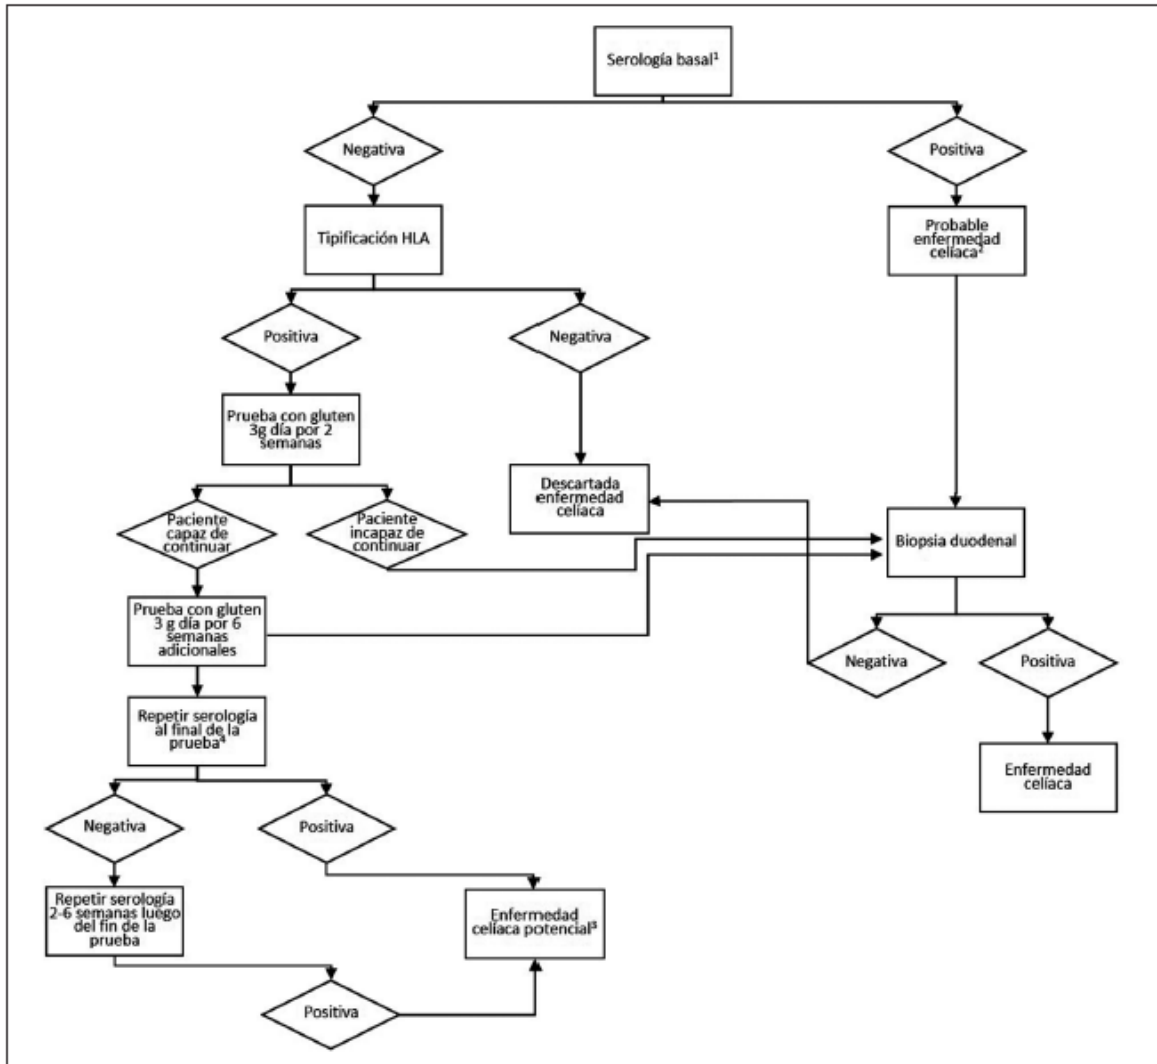 Serología basal¹
Negativa
Positiva
Tipificación HLA
Probable
enfermedad
celíaca²
Positiva
Negativa
Prueba con gluten
3g día por 2
semanas
Descartada
enfermedad
celíaca
Paciente
capaz de
continuar
Paciente
incapaz de
continuar
Biopsia duodenal
Prueba con gluten
3 g día por 6
semanas
adicionales
Negativa
Positiva
Repetir serología
al final de la
prueba⁴
Enfermedad
celíaca
Negativa
Positiva
Repetir serología
2-6 semanas luego
del fin de la
prueba
Enfermedad
celíaca potencial³
Positiva